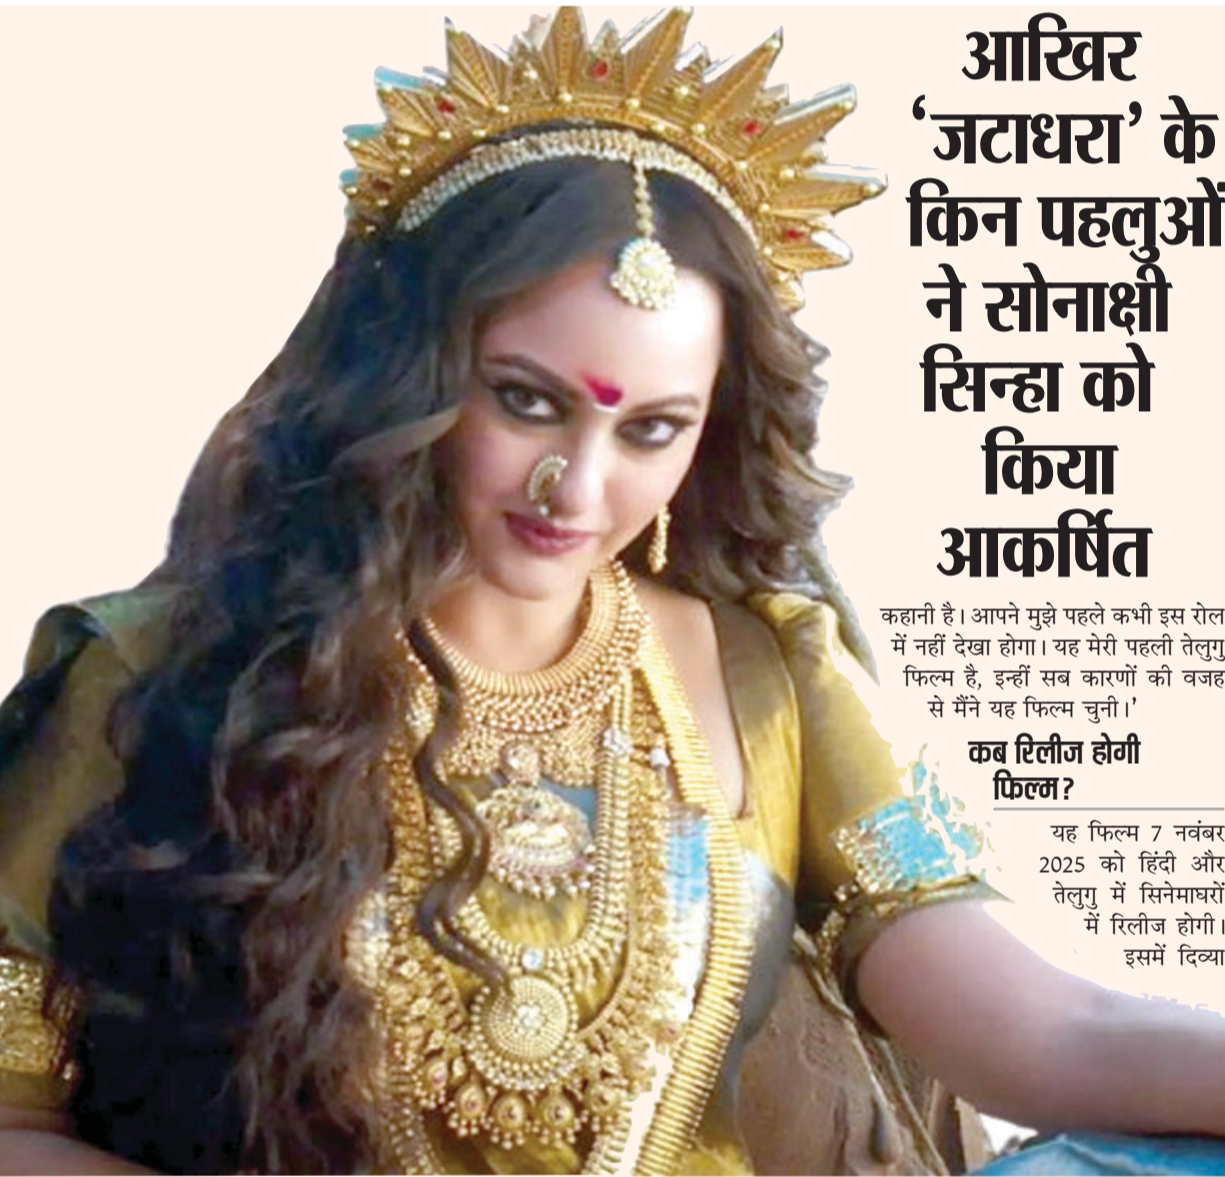 आखिर
‘जटाधरा’ के
किन पहलुओं
ने सोनाक्षी
सिन्हा को
किया
आकर्षित
कहानी है। आपने मुझे पहले कभी इस रोल
में नहीं देखा होगा। यह मेरी पहली तेलुगु
फिल्म है, इन्हीं सब कारणों की वजह
से मैंने यह फिल्म चुनी।’
कब रिलीज होगी
फिल्म?
यह फिल्म 7 नवंबर
2025 को हिंदी और
तेलुगु में सिनेमाघरों
में रिलीज होगी।
इसमें दिव्या